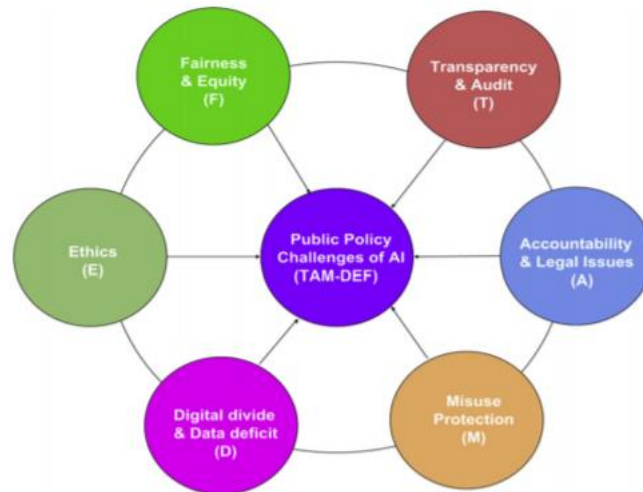 Fairness
& Equity
(F)
Transparency
& Audit
(T)
Ethics
(E)
Public Policy
Challenges of AI
(TAM-DEF)
Accountability
& Legal Issues
(A)
Digital divide
& Data deficit
(D)
Misuse
Protection
(M)